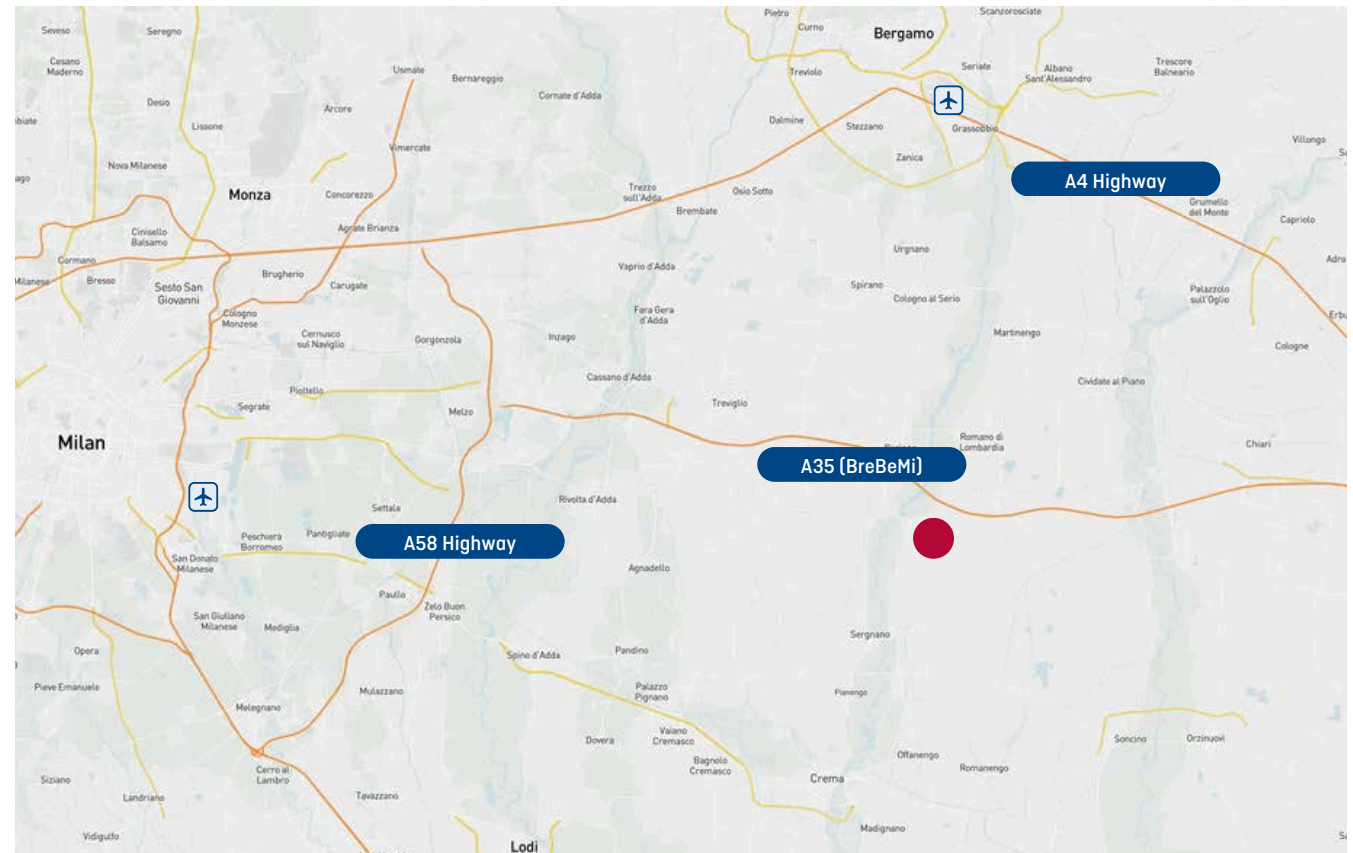 Pietro
Scanzorosciate
Curno
Seveso
Seregno
Bergamo
Cesano
Maderno
Usmate
Bernareggio
Treviolo
Seriate
Albano
Sant'Alessandro
Trescore
Balneario
Desio
Arcore
Cornate d'Adda
Lissone
Dalmine
Stezzano
Grassobbio
Villongo
Vimercate
Nova Milanese
Zanica
A4 Highway
Monza
Concorezzo
Trezzo
sull'Adda
Osio Sotto
Brembate
Grumello
del Monte
Capriolo
Cinisello
Balsamo
Agrate Brianza
Urgnano
Cormano
Milanese
Bresso
Sesto San
Giovanni
Brugherio
Carugate
Vaprio d'Adda
Spirano
Cologno al Serio
Palazzolo
sull'Oglio
Adro
Cologno
Monzese
Cernusco
sul Naviglio
Gorgonzola
Inzago
Fara Gera
d'Adda
Martinengo
Cologne
Pioltello
Cassano d'Adda
Cividate al Piano
Segrate
Melzo
Treviglio
Milan
Romano di
Lombardia
Chiari
A35 (BreBeMi)
Settala
Rivolta d'Adda
Peschiera
Borromeo
Pantigliate
A58 Highway
San Donato
Milanese
Agnadello
Paullo
Zelo Buon
Persico
San Giuliano
Milanese
Mediglia
Sergnano
Opera
Spino d'Adda
Pandino
Pieve Emanuele
Mulazzano
Palazzo
Pignano
Pianengo
Melegnano
Dovera
Vaiano
Cremasco
Soncino
Orzinuovi
Bagnolo
Cremasco
Offanengo
Romanengo
Siziano
Cerro al
Lambro
Crema
Landriano
Tavazzano
Madignano
Vidigulfo
Lodi